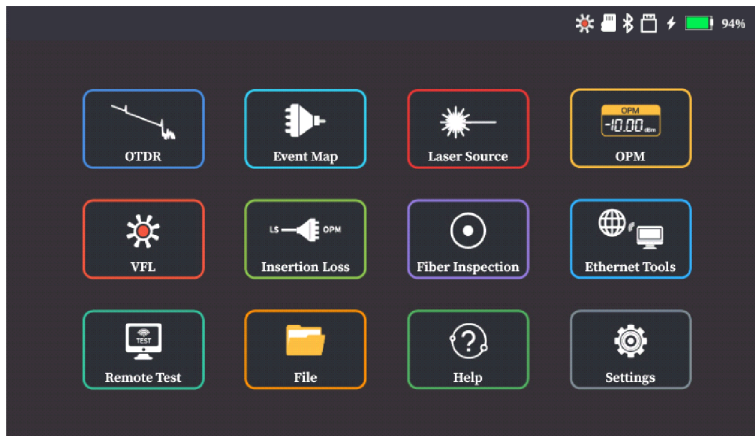 94%
OTDR
Event Map
Laser Source
OPM
-10.00 dBm
OPM
VFL
LS OPM
Insertion Loss
Fiber Inspection
Ethernet Tools
TEST
Remote Test
File
?
Help
Settings